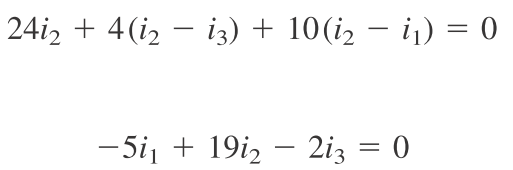 24i₂ + 4(i₂ − i₃) + 10(i₂ − i₁) = 0
−5i₁ + 19i₂ − 2i₃ = 0